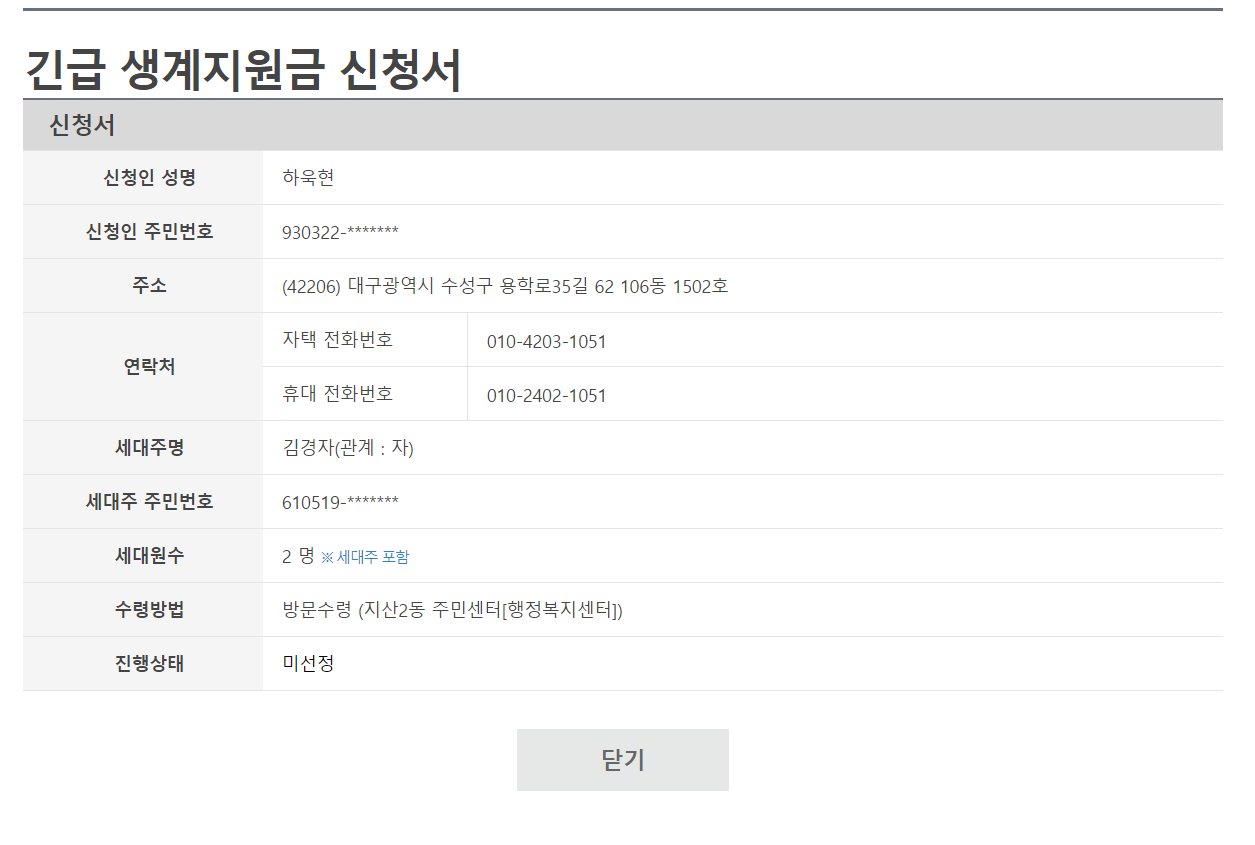 긴급 생계지원금 신청서
신청서
신청인 성명 하욱현
신청인 주민번호 930322-*******
주소 (42206) 대구광역시 수성구 용학로35길 62 106동 1502호
연락처
자택 전화번호 010-4203-1051
휴대 전화번호 010-2402-1051
세대주명 김경자(관계 : 자)
세대주 주민번호 610519-*******
세대원수 2 명 ※ 세대주 포함
수령방법 방문수령 (지산2동 주민센터[행정복지센터])
진행상태 미선정
닫기